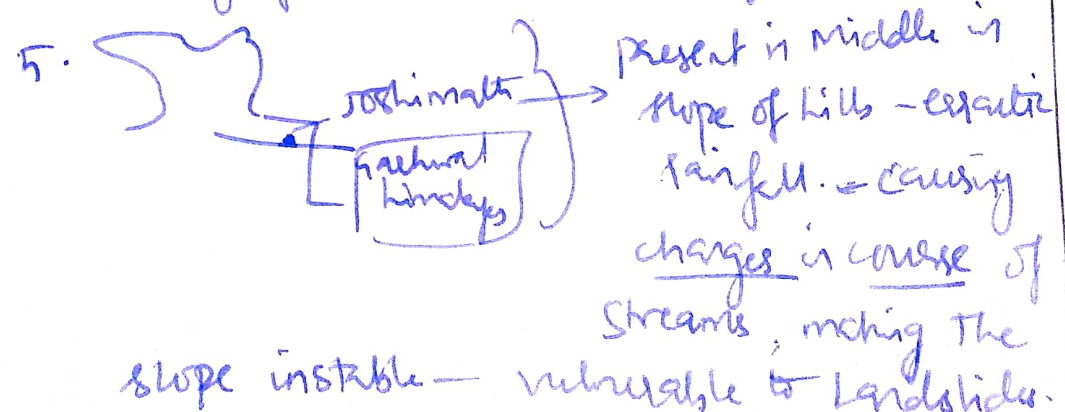 5.
Joshimath → present in middle in
slope of hills - erratic
garhwal
himalayas
rainfall. - causing
changes in course of
streams, making the
slope instable - vulnerable to Landslides.